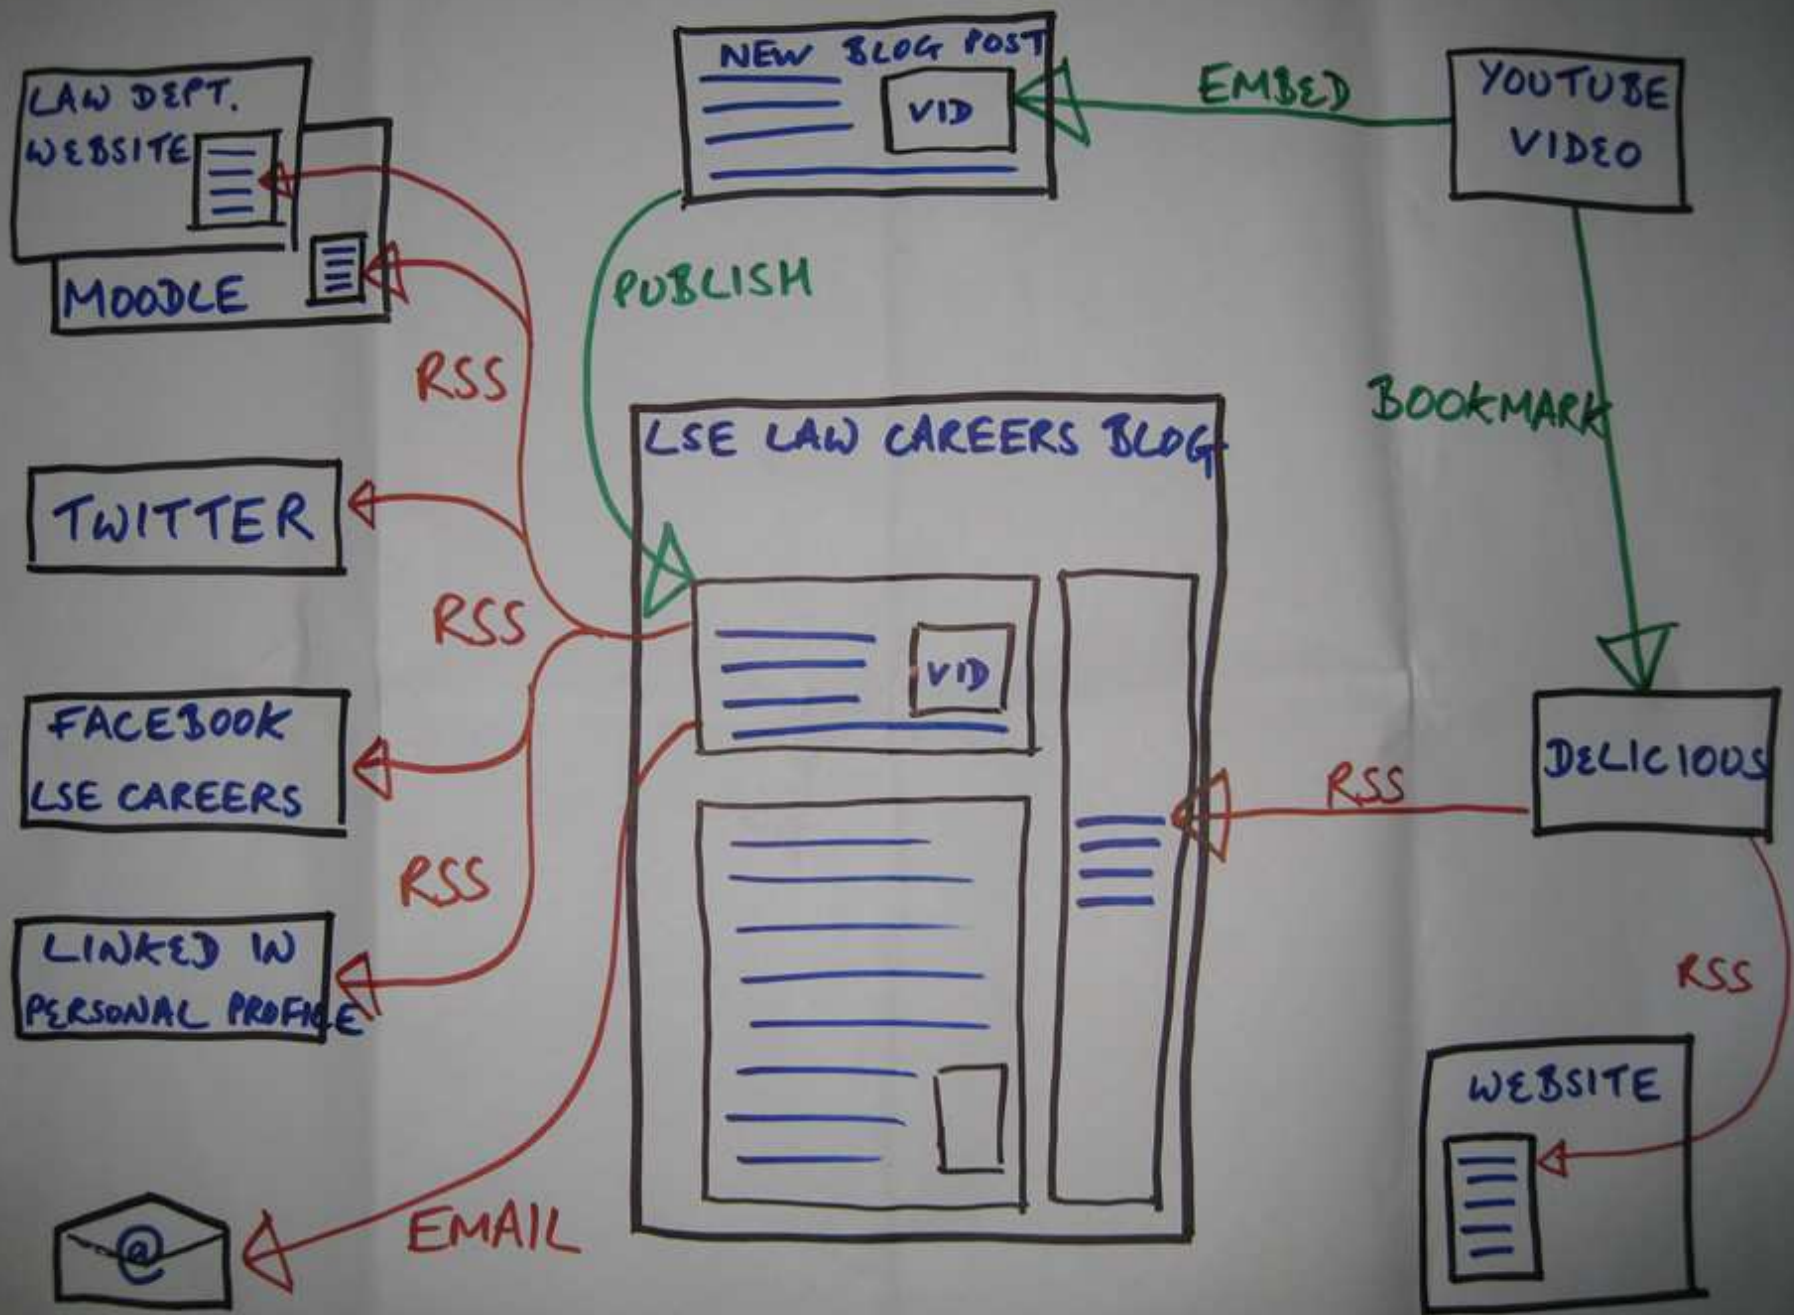 NEW BLOG POST
VID
EMBED
YOUTUBE
VIDEO
LAW DEPT.
WEBSITE
MOODLE
PUBLISH
RSS
BOOKMARK
LSE LAW CAREERS BLOG
TWITTER
RSS
VID
FACEBOOK
LSE CAREERS
RSS
DELICIOUS
RSS
LINKED IN
PERSONAL PROFILE
RSS
WEBSITE
EMAIL
@